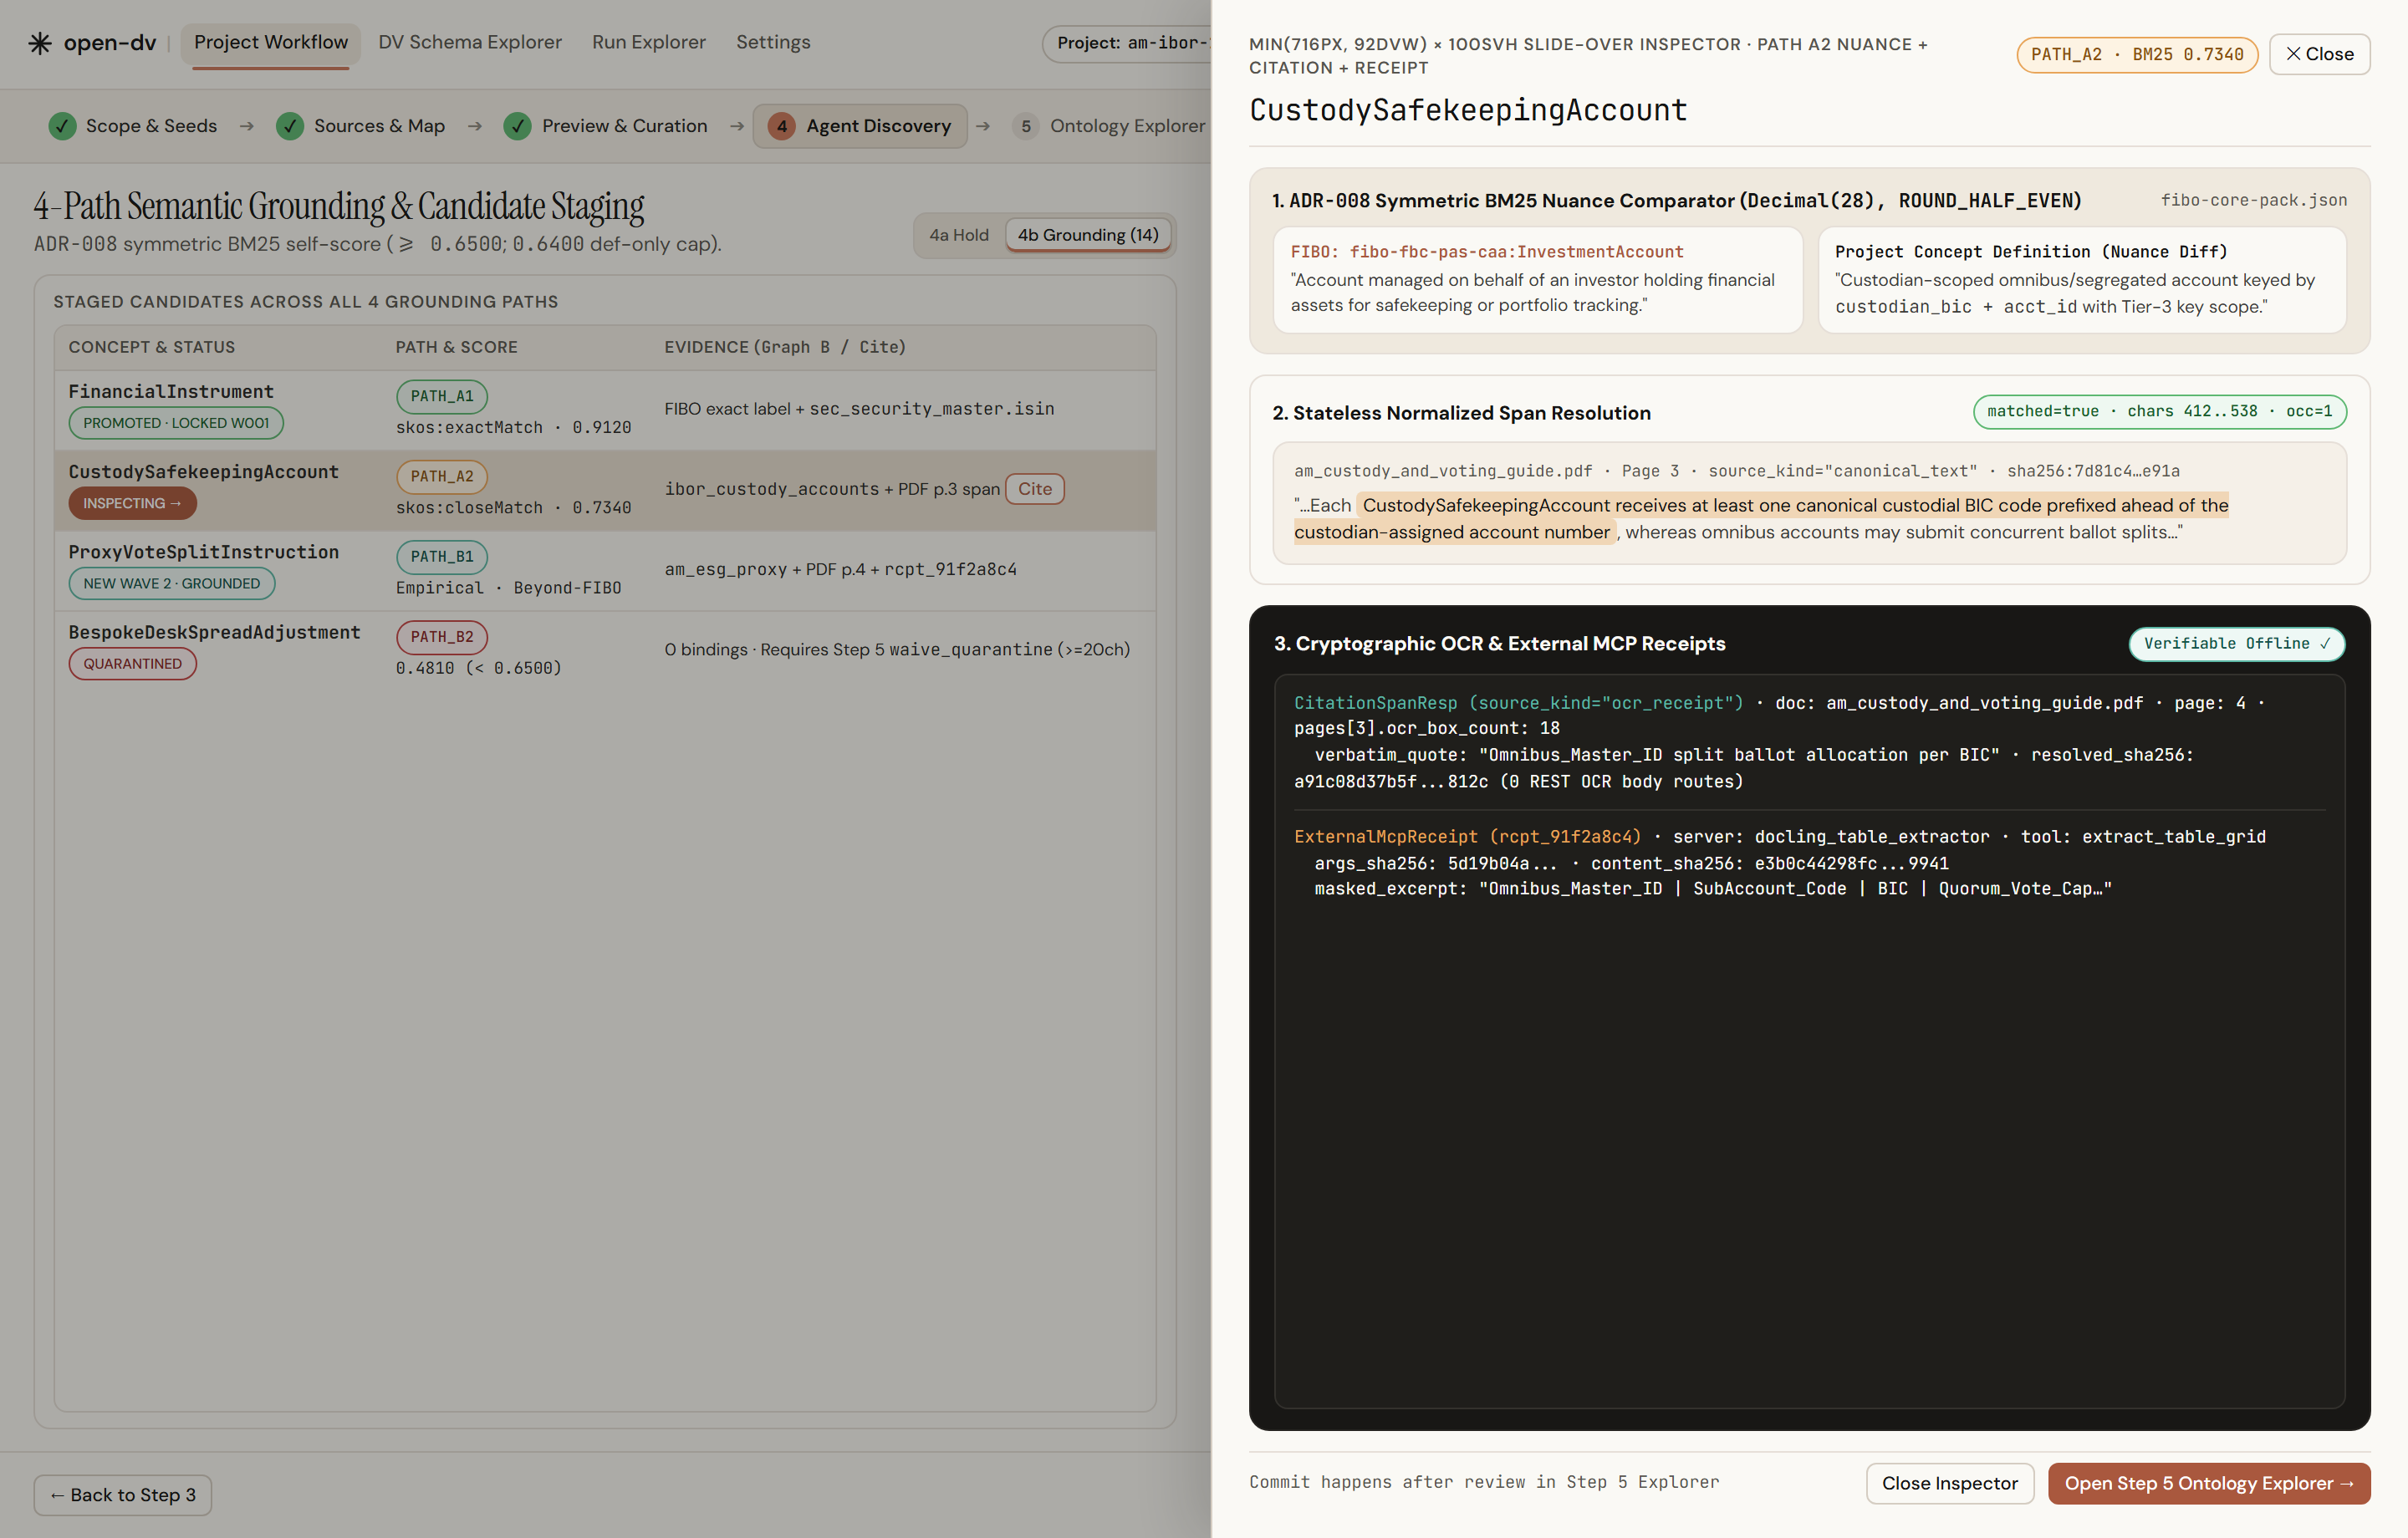 open-dv | Project Workflow DV Schema Explorer Run Explorer Settings Project: am-ibor-
✓ Scope & Seeds → ✓ Sources & Map → ✓ Preview & Curation → 4 Agent Discovery → 5 Ontology Explorer
4-Path Semantic Grounding & Candidate Staging
ADR-008 symmetric BM25 self-score (≥ 0.6500; 0.6400 def-only cap).
4a Hold 4b Grounding (14)
STAGED CANDIDATES ACROSS ALL 4 GROUNDING PATHS
CONCEPT & STATUS PATH & SCORE EVIDENCE (Graph B / Cite)
FinancialInstrument
PROMOTED · LOCKED W001
PATH_A1
skos:exactMatch · 0.9120
FIBO exact label + sec_security_master.isin
CustodySafekeepingAccount
INSPECTING →
PATH_A2
skos:closeMatch · 0.7340
ibor_custody_accounts + PDF p.3 span Cite
ProxyVoteSplitInstruction
NEW WAVE 2 · GROUNDED
PATH_B1
Empirical · Beyond-FIBO
am_esg_proxy + PDF p.4 + rcpt_91f2a8c4
BespokeDeskSpreadAdjustment
QUARANTINED
PATH_B2
0.4810 (< 0.6500)
0 bindings · Requires Step 5 waive_quarantine (>=20ch)
← Back to Step 3
MIN(716PX, 92DVW) × 100SVH SLIDE-OVER INSPECTOR · PATH A2 NUANCE +
CITATION + RECEIPT
PATH_A2 · BM25 0.7340
× Close
CustodySafekeepingAccount
1. ADR-008 Symmetric BM25 Nuance Comparator (Decimal(28), ROUND_HALF_EVEN)
fibo-core-pack.json
FIBO: fibo-fbc-pas-caa:InvestmentAccount
"Account managed on behalf of an investor holding financial
assets for safekeeping or portfolio tracking."
Project Concept Definition (Nuance Diff)
"Custodian-scoped omnibus/segregated account keyed by
custodian_bic + acct_id with Tier-3 key scope."
2. Stateless Normalized Span Resolution
matched=true · chars 412..538 · occ=1
am_custody_and_voting_guide.pdf · Page 3 · source_kind="canonical_text" · sha256:7d81c4…e91a
"…Each CustodySafekeepingAccount receives at least one canonical custodial BIC code prefixed ahead of the
custodian-assigned account number, whereas omnibus accounts may submit concurrent ballot splits…"
3. Cryptographic OCR & External MCP Receipts
Verifiable Offline ✓
CitationSpanResp (source_kind="ocr_receipt") · doc: am_custody_and_voting_guide.pdf · page: 4 ·
pages[3].ocr_box_count: 18
verbatim_quote: "Omnibus_Master_ID split ballot allocation per BIC" · resolved_sha256:
a91c08d37b5f...812c (0 REST OCR body routes)
ExternalMcpReceipt (rcpt_91f2a8c4) · server: docling_table_extractor · tool: extract_table_grid
args_sha256: 5d19b04a... · content_sha256: e3b0c44298fc...9941
masked_excerpt: "Omnibus_Master_ID | SubAccount_Code | BIC | Quorum_Vote_Cap…"
Commit happens after review in Step 5 Explorer
Close Inspector
Open Step 5 Ontology Explorer →